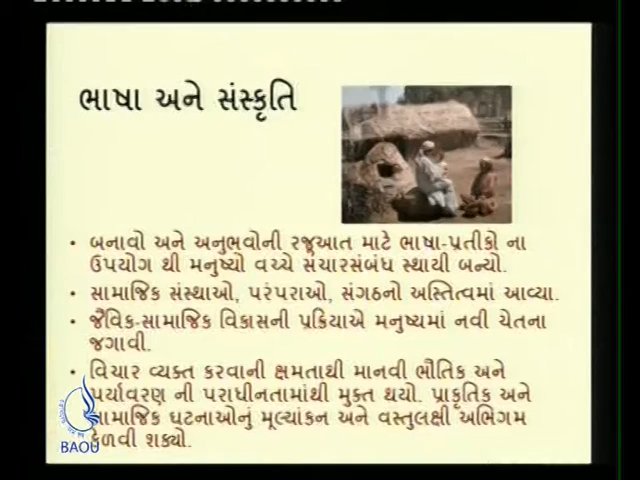 ભાષા અને સંસ્કૃતિ
• બનાવો અને અનુભવોની રજૂઆત માટે ભાષા-પ્રતીકો ના
ઉપયોગ થી મનુષ્યો વચ્ચે સંચારસંબંધ સ્થાયી બન્યો.
• સામાજિક સંસ્થાઓ, પરંપરાઓ, સંગઠનો અસ્તિત્વમાં આવ્યા.
• જૈવિક-સામાજિક વિકાસની પ્રક્રિયાએ મનુષ્યમાં નવી ચેતના
જગાવી.
• વિચાર વ્યક્ત કરવાની ક્ષમતાથી માનવી ભૌતિક અને
પર્યાવરણ ની પરાધીનતામાંથી મુક્ત થયો. પ્રાકૃતિક અને
સામાજિક ઘટનાઓનું મૂલ્યાંકન અને વસ્તુલક્ષી અભિગમ
કેળવી શક્યો.
BAOU